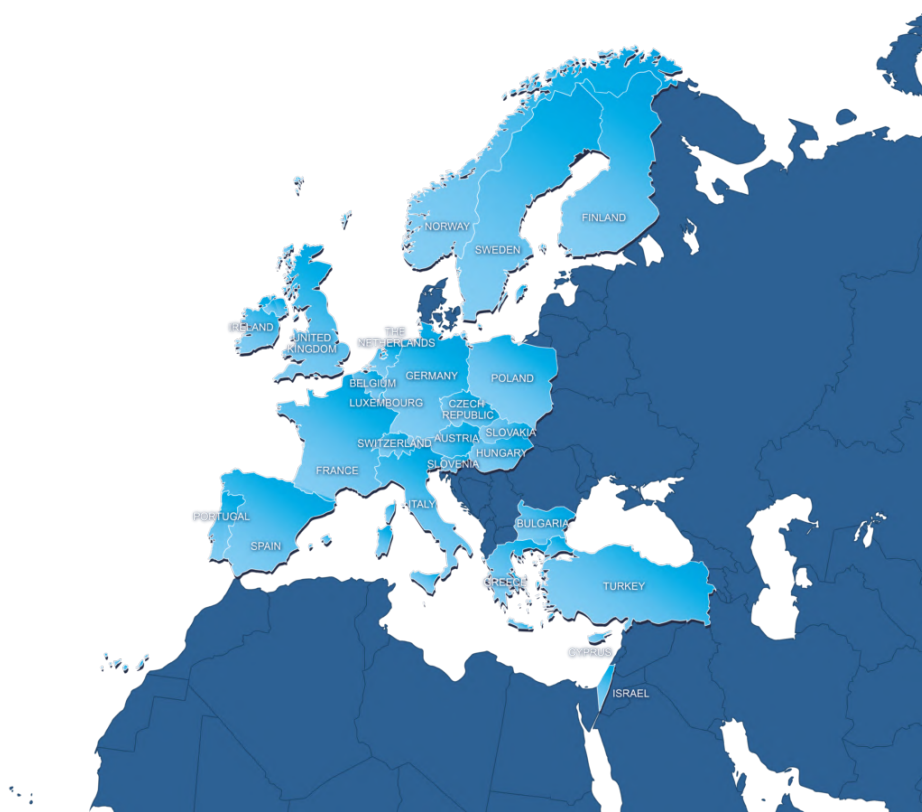 NORWAY
FINLAND
SWEDEN
IRELAND
UNITED
KINGDOM
THE
NETHERLANDS
BELGIUM
GERMANY
POLAND
LUXEMBOURG
CZECH
REPUBLIC
SLOVAKIA
SWITZERLAND
AUSTRIA
HUNGARY
SLOVENIA
FRANCE
ITALY
PORTUGAL
SPAIN
BULGARIA
GREECE
TURKEY
CYPRUS
ISRAEL